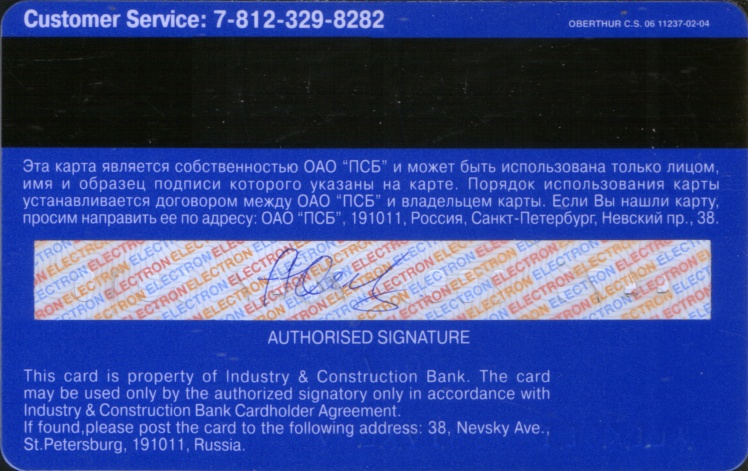 Customer Service: 7-812-329-8282
OBERTHUR C.S. 06 11237-02-04
Эта карта является собственностью ОАО “ПСБ” и может быть использована только лицом,
имя и образец подписи которого указаны на карте. Порядок использования карты
устанавливается договором между ОАО “ПСБ” и владельцем карты. Если Вы нашли карту,
просим направить ее по адресу: ОАО “ПСБ”, 191011, Россия, Санкт-Петербург, Невский пр., 38.
ELECTRON ELECTRON ELECTRON ELECTRON ELECTRON
AUTHORISED SIGNATURE
This card is property of Industry & Construction Bank. The card
may be used only by the authorized signatory only in accordance with
Industry & Construction Bank Cardholder Agreement.
If found,please post the card to the following address: 38, Nevsky Ave.,
St.Petersburg, 191011, Russia.